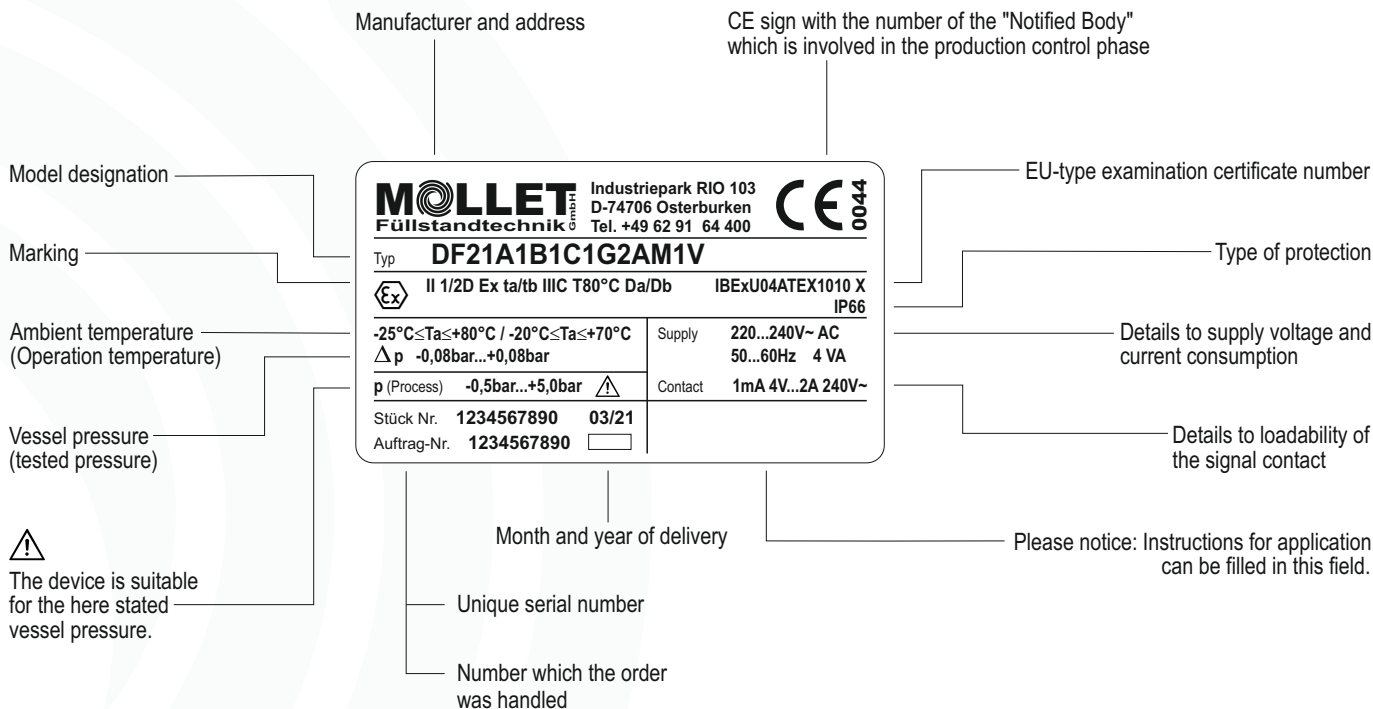 Manufacturer and address
CE sign with the number of the "Notified Body"
which is involved in the production control phase
Model designation
Marking
Ambient temperature
(Operation temperature)
Vessel pressure
(tested pressure)
⚠
The device is suitable
for the here stated
vessel pressure.
MOLLET
Füllstandtechnik GmbH
Industriepark RIO 103
D-74706 Osterburken
Tel. +49 62 91 64 400
CE 0044
Typ DF21A1B1C1G2AM1V
Ex II 1/2D Ex ta/tb IIIC T80°C Da/Db IBExU04ATEX1010 X
IP66
-25°C≤Ta≤+80°C / -20°C≤Ta≤+70°C
Δ p -0,08bar...+0,08bar
Supply 220...240V~ AC
50...60Hz 4 VA
p (Process) -0,5bar...+5,0bar ⚠
Contact 1mA 4V...2A 240V~
Stück Nr. 1234567890 03/21
Auftrag-Nr. 1234567890
EU-type examination certificate number
Type of protection
Details to supply voltage and
current consumption
Details to loadability of
the signal contact
Please notice: Instructions for application
can be filled in this field.
Month and year of delivery
Unique serial number
Number which the order
was handled